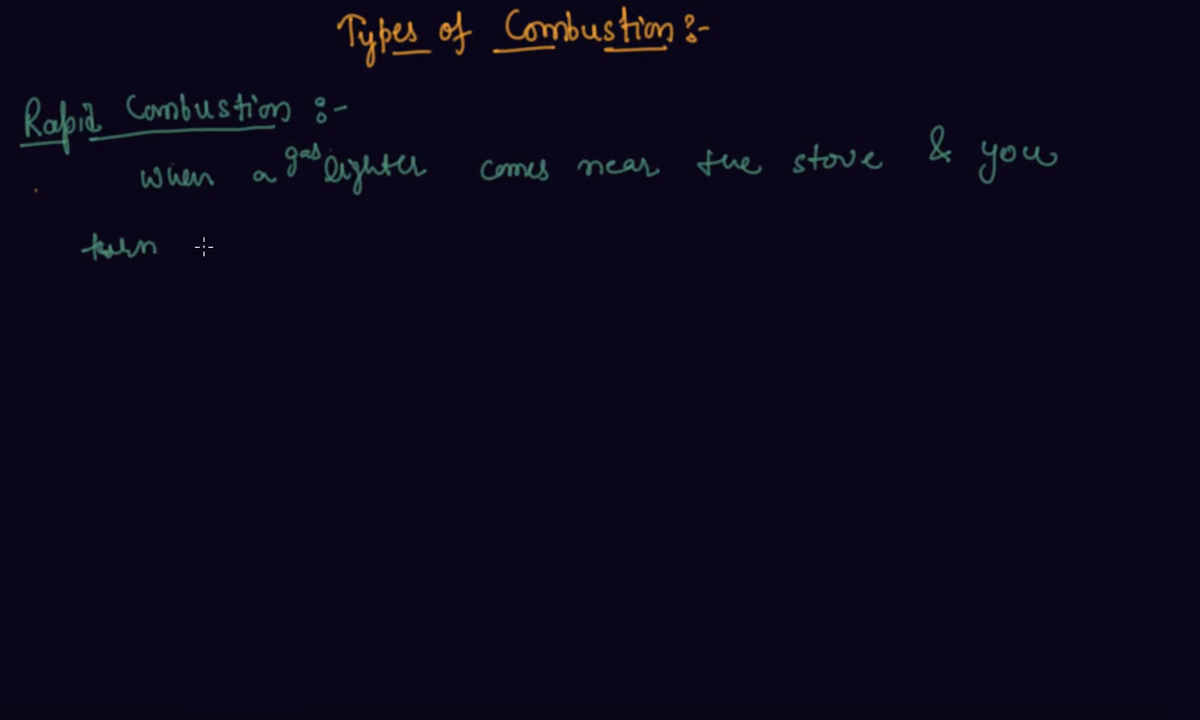 Types of Combustion :-
Rapid Combustion :-
when a gas lighter comes near the stove & you
turn